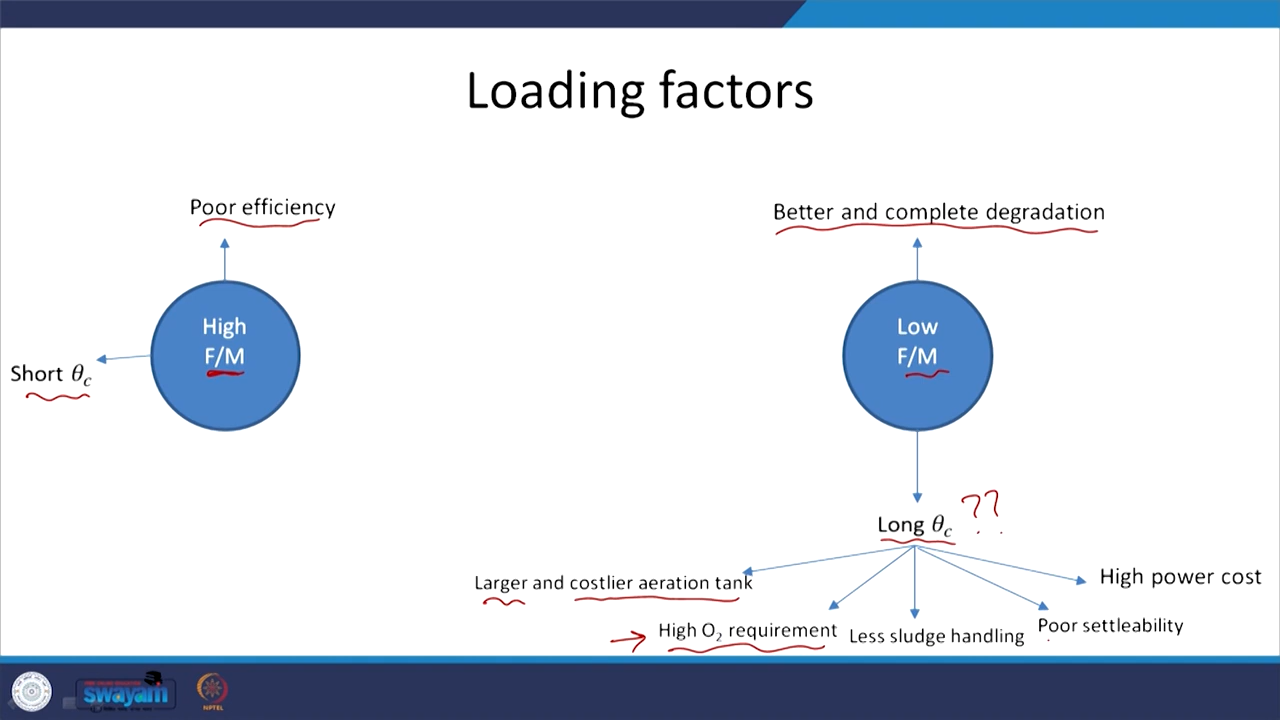 Loading factors
Poor efficiency
High
F/M
Short θc
Better and complete degradation
Low
F/M
Long θc ??
Larger and costlier aeration tank
High O₂ requirement
Less sludge handling
Poor settleability
High power cost
swayam
NPTEL